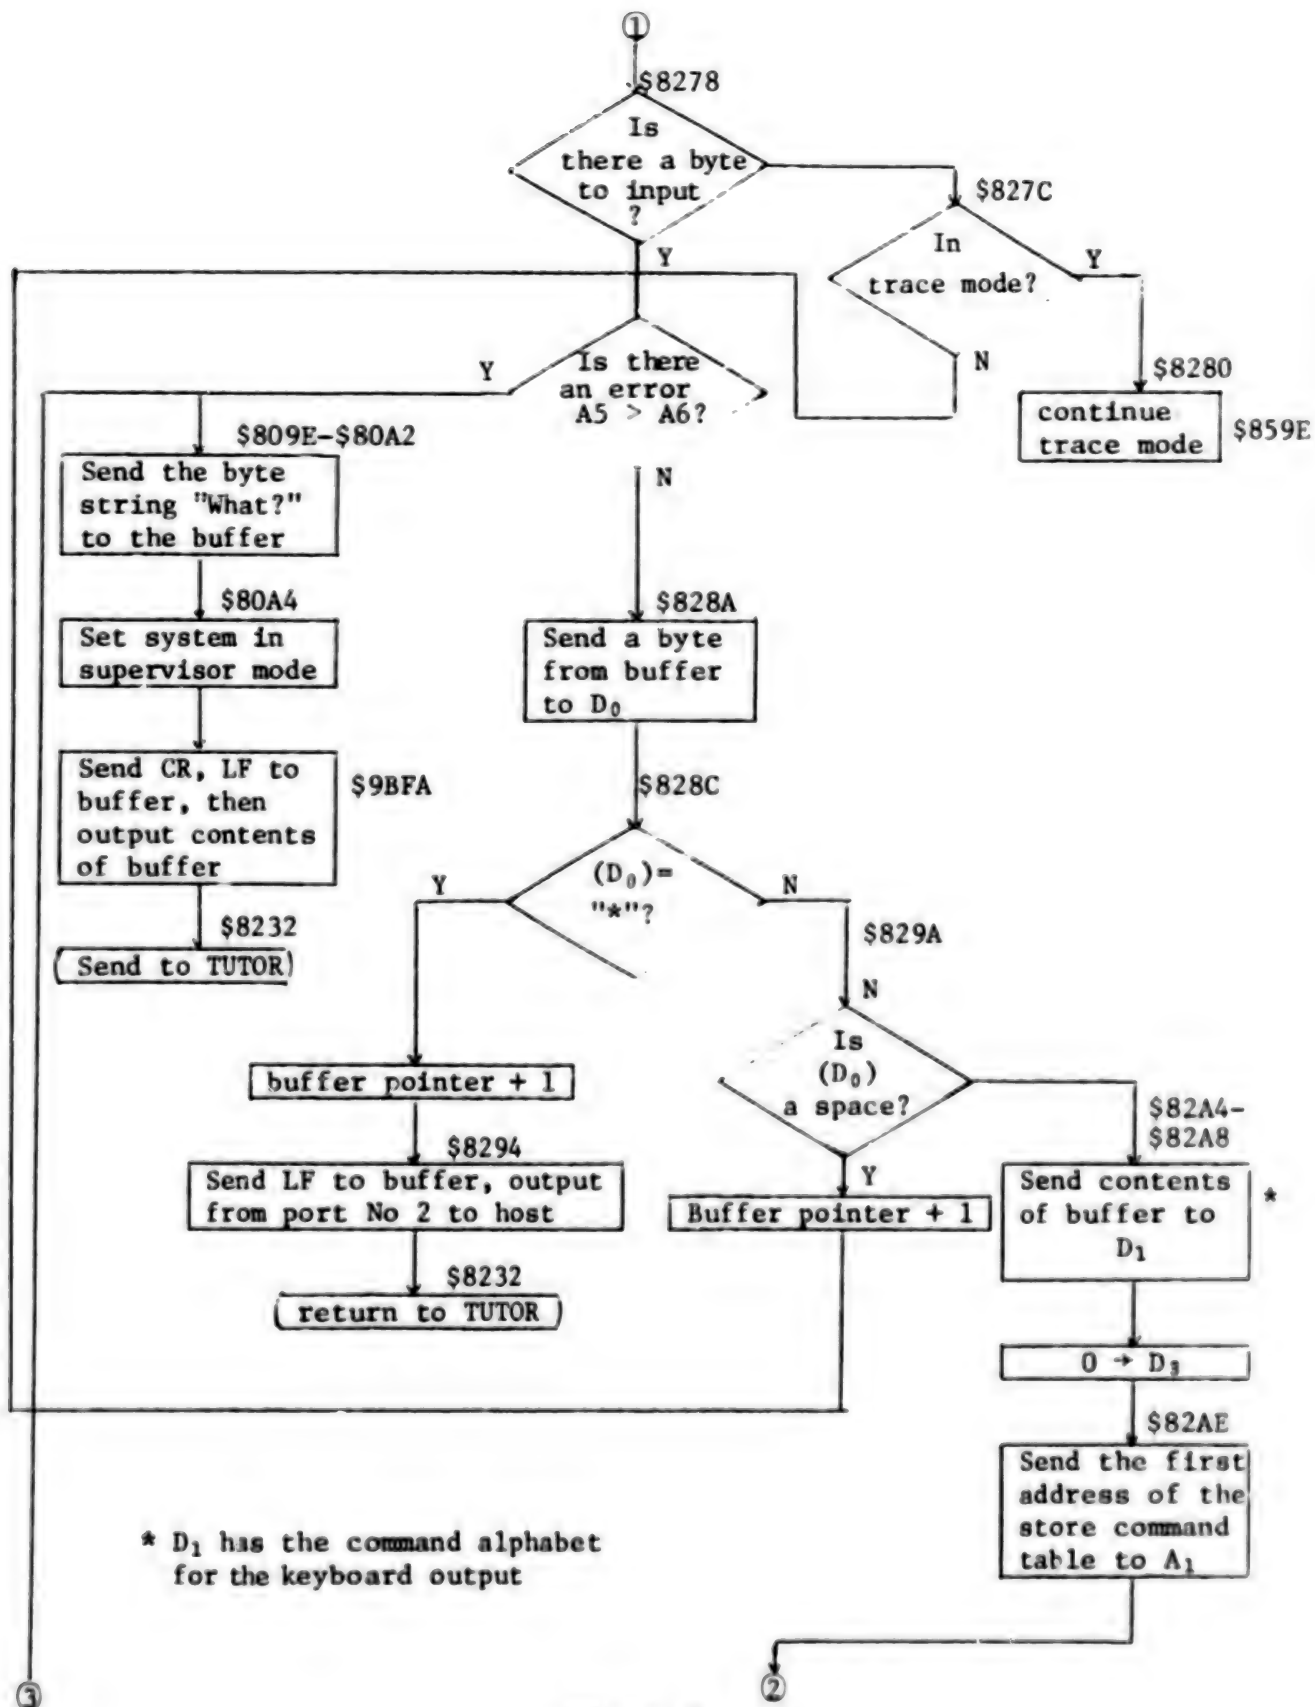 ①
$8278
Is
there a byte
to input
?
Y
$827C
In
trace mode?
Y
N
$8280
continue
trace mode
$859E
Y
Is there
an error
A5 > A6?
N
$809E-$80A2
Send the byte
string "What?"
to the buffer
$80A4
Set system in
supervisor mode
Send CR, LF to
buffer, then
output contents
of buffer
$9BFA
$8232
Send to TUTOR
$828A
Send a byte
from buffer
to D₀
$828C
(D₀)=
"*"?
Y
N
$829A
N
Is
(D₀)
a space?
Y
buffer pointer + 1
$8294
Send LF to buffer, output
from port No 2 to host
$8232
return to TUTOR
Buffer pointer + 1
$82A4-
$82A8
Send contents
of buffer to
D₁
*
0 → D₃
$82AE
Send the first
address of the
store command
table to A₁
* D₁ has the command alphabet
for the keyboard output
③
②